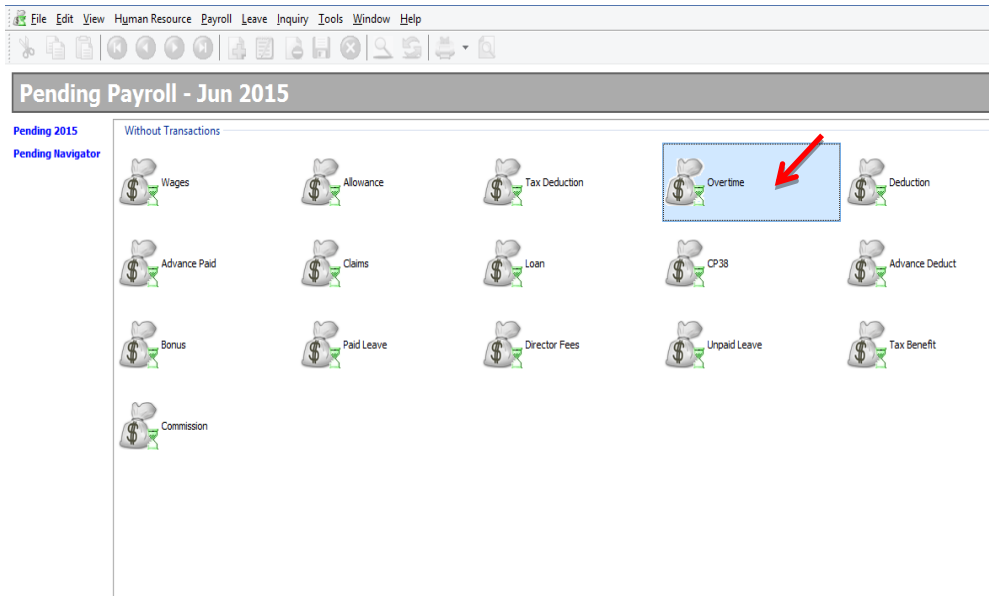 File Edit View Human Resource Payroll Leave Inquiry Tools Window Help
Pending Payroll - Jun 2015
Pending 2015
Pending Navigator
Without Transactions
Wages Allowance Tax Deduction Overtime Deduction
Advance Paid Claims Loan CP38 Advance Deduct
Bonus Paid Leave Director Fees Unpaid Leave Tax Benefit
Commission